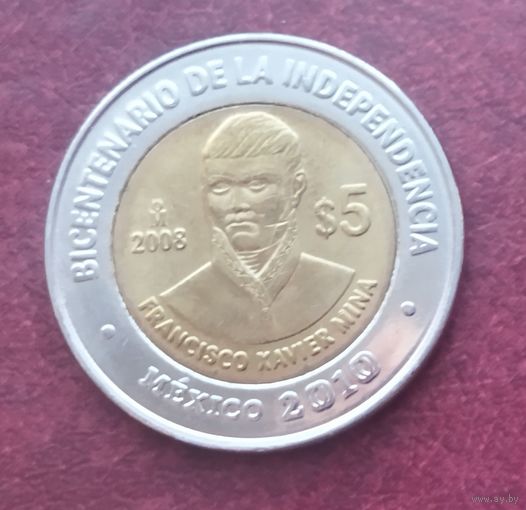 BICENTENARIO DE LA INDEPENDENCIA
2008
$5
FRANCISCO XAVIER MINA
MÉXICO 2010
www.ay.by